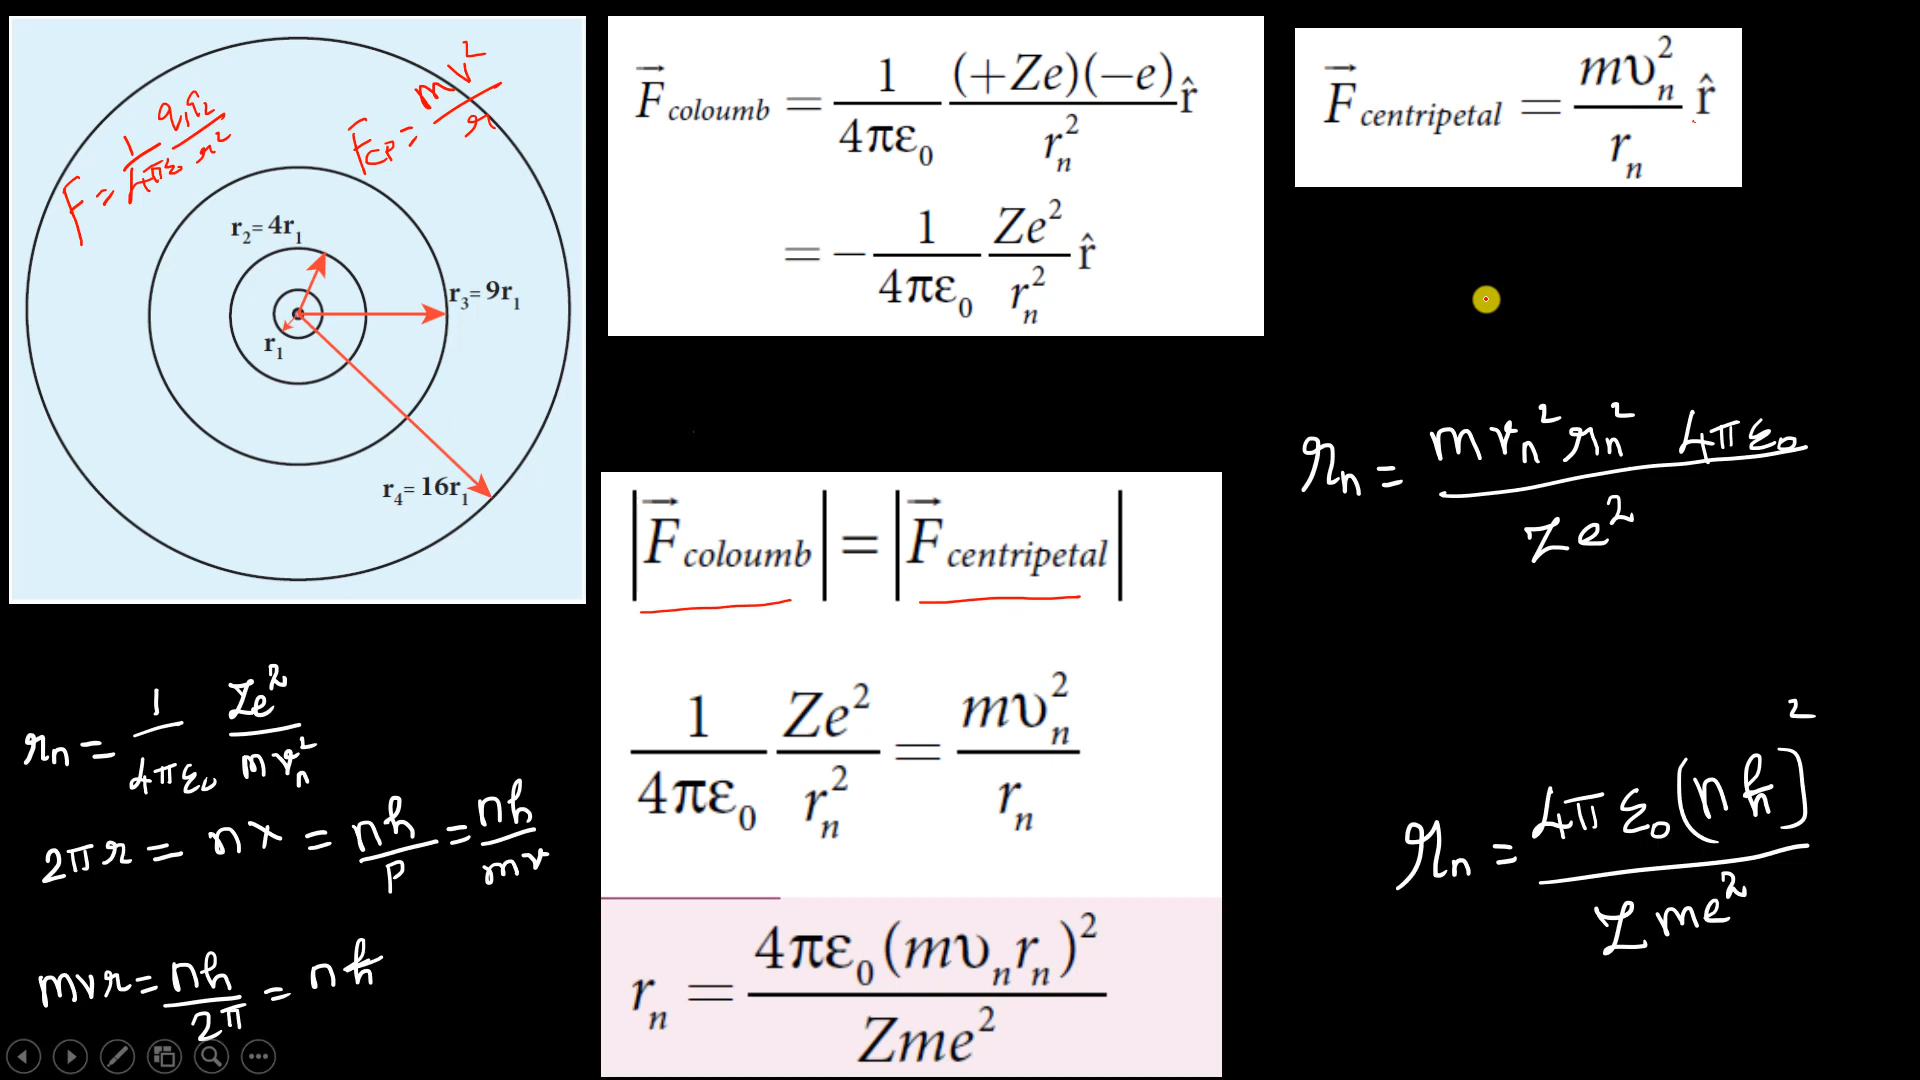 F = 1/4πε q₁q₂/r²
F_CP = mv²/r
r₂= 4r₁
r₃= 9r₁
r₁
r₄= 16r₁
F⃗_coloumb = 1/4πε₀ (+Ze)(−e)/r_n² r̂
= − 1/4πε₀ Ze²/r_n² r̂
F⃗_centripetal = mυ_n²/r_n r̂
|F⃗_coloumb| = |F⃗_centripetal|
1/4πε₀ Ze²/r_n² = mυ_n²/r_n
r_n = 4πε₀(mυ_n r_n)²/Zme²
r_n = 1/4πε₀ Ze²/mv_n²
2πr = nλ = nh/p = nh/mv
mvr = nh/2π = nħ
r_n = mv_n² r_n² 4πε₀/Ze²
r_n = 4πε₀(nħ)²/Zme²